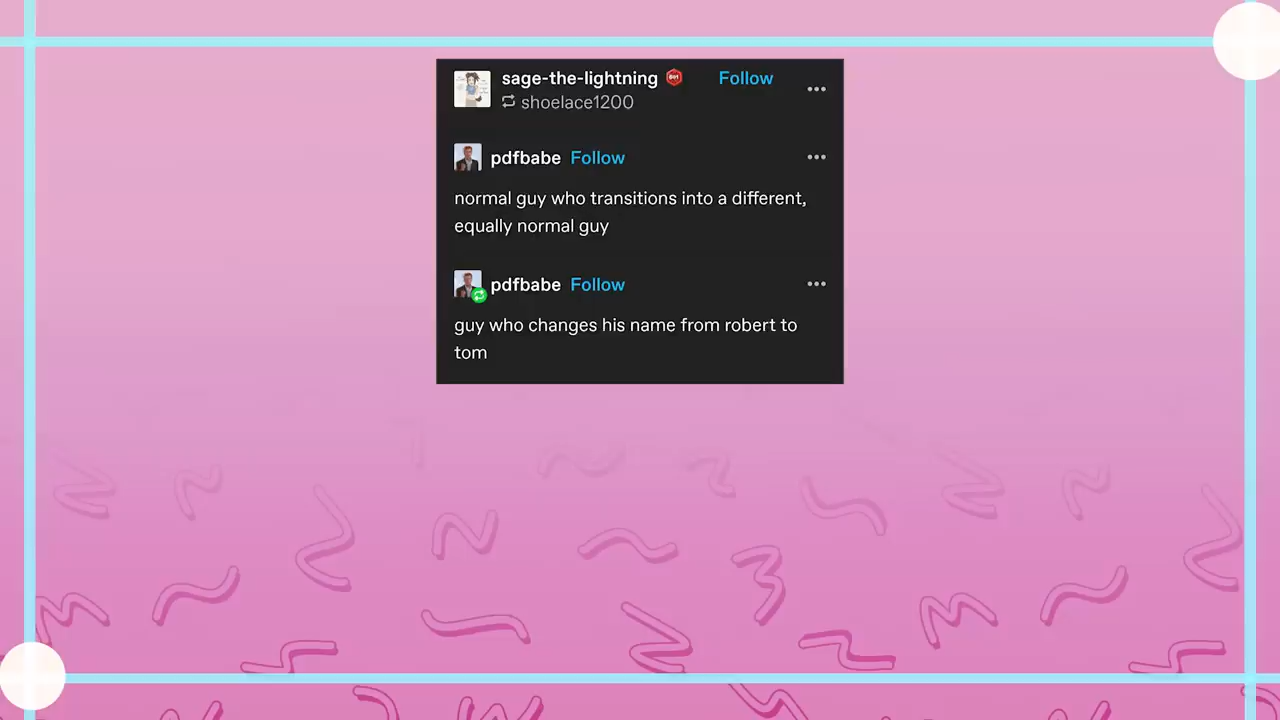 sage-the-lightning Follow
shoelace1200
pdfbabe Follow
normal guy who transitions into a different,
equally normal guy
pdfbabe Follow
guy who changes his name from robert to
tom